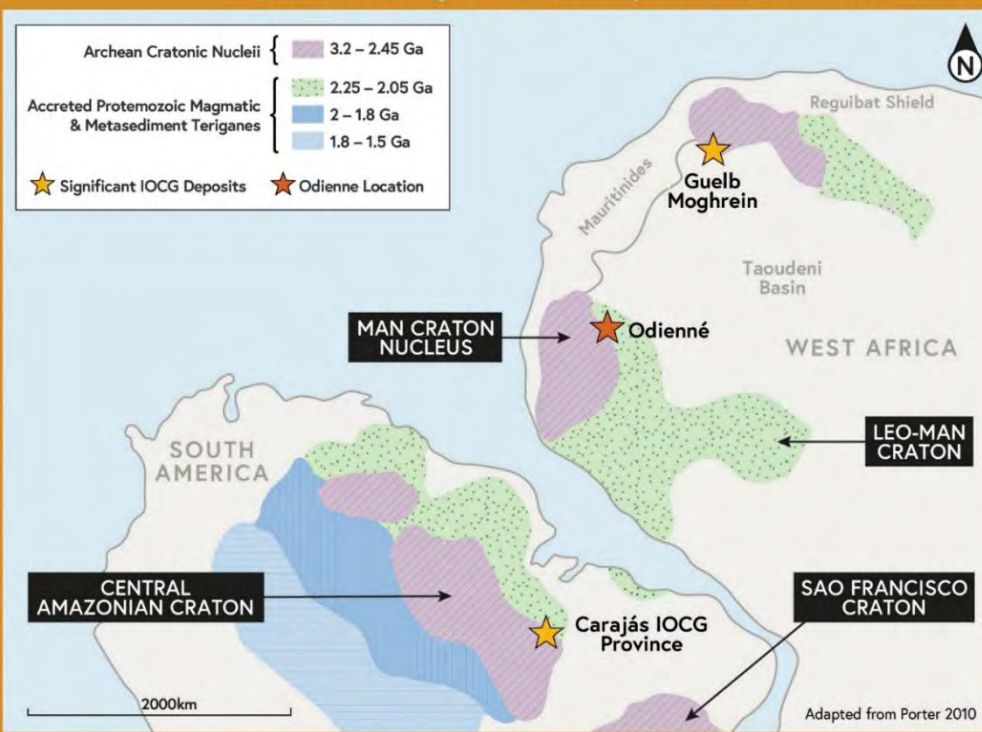 Archean Cratonic Nucleii
3.2 – 2.45 Ga
Accreted Protemozoic Magmatic
& Metasediment Teriganes
2.25 – 2.05 Ga
2 – 1.8 Ga
1.8 – 1.5 Ga
Significant IOCG Deposits
Odienne Location
N
Reguibat Shield
Guelb
Moghrein
Mauritinides
Taoudeni
Basin
MAN CRATON
NUCLEUS
Odienné
WEST AFRICA
LEO-MAN
CRATON
SOUTH
AMERICA
CENTRAL
AMAZONIAN CRATON
SAO FRANCISCO
CRATON
Carajás IOCG
Province
2000km
Adapted from Porter 2010